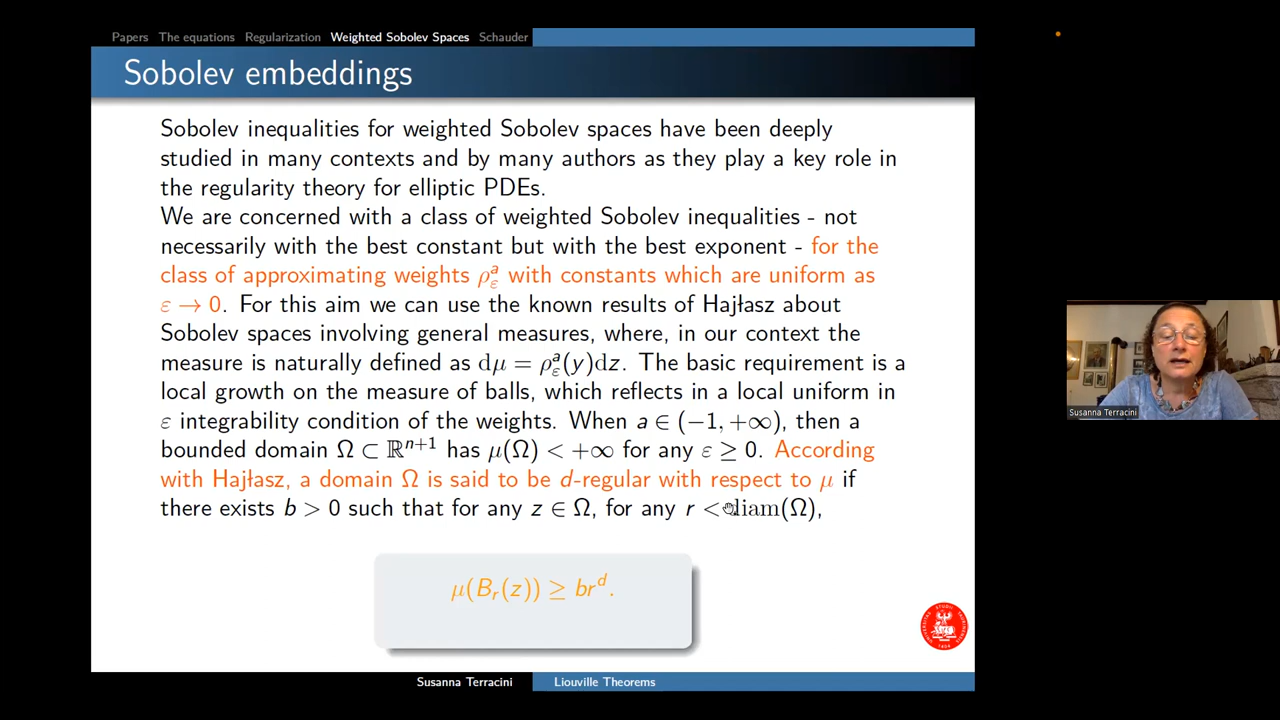 Papers The equations Regularization Weighted Sobolev Spaces Schauder
Sobolev embeddings
Sobolev inequalities for weighted Sobolev spaces have been deeply
studied in many contexts and by many authors as they play a key role in
the regularity theory for elliptic PDEs.
We are concerned with a class of weighted Sobolev inequalities - not
necessarily with the best constant but with the best exponent - for the
class of approximating weights ρ_ε^a with constants which are uniform as
ε → 0. For this aim we can use the known results of Hajłasz about
Sobolev spaces involving general measures, where, in our context the
measure is naturally defined as dμ = ρ_ε^a(y)dz. The basic requirement is a
local growth on the measure of balls, which reflects in a local uniform in
ε integrability condition of the weights. When a ∈ (−1, +∞), then a
bounded domain Ω ⊂ ℝ^{n+1} has μ(Ω) < +∞ for any ε ≥ 0. According
with Hajłasz, a domain Ω is said to be d-regular with respect to μ if
there exists b > 0 such that for any z ∈ Ω, for any r < diam(Ω),
μ(B_r(z)) ≥ br^d.
Susanna Terracini
Susanna Terracini Liouville Theorems